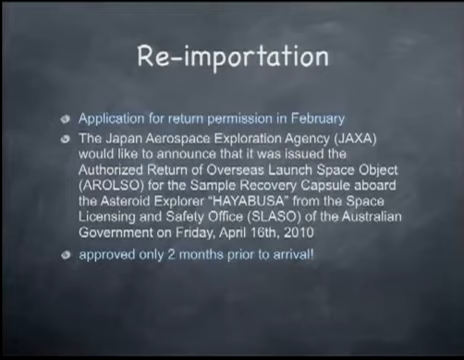 Re-importation
Application for return permission in February
The Japan Aerospace Exploration Agency (JAXA)
would like to announce that it was issued the
Authorized Return of Overseas Launch Space Object
(AROLSO) for the Sample Recovery Capsule aboard
the Asteroid Explorer “HAYABUSA” from the Space
Licensing and Safety Office (SLASO) of the Australian
Government on Friday, April 16th, 2010
approved only 2 months prior to arrival!